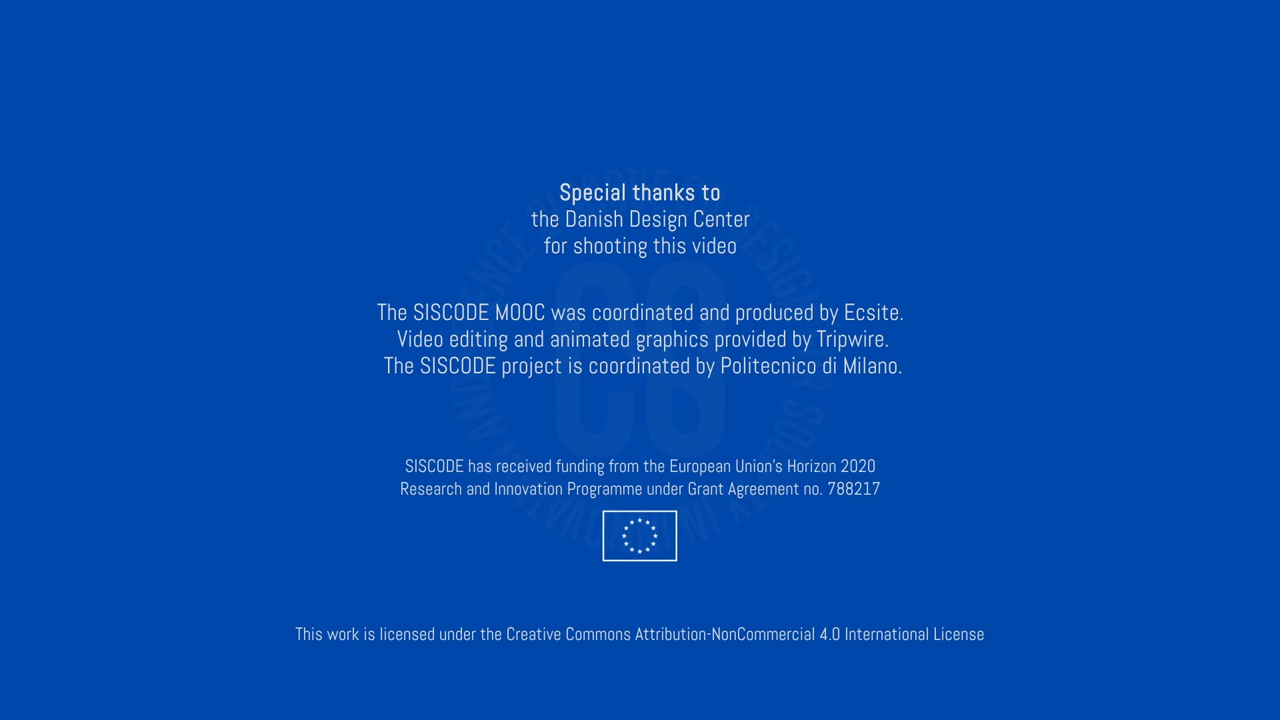 Special thanks to
the Danish Design Center
for shooting this video
The SISCODE MOOC was coordinated and produced by Ecsite.
Video editing and animated graphics provided by Tripwire.
The SISCODE project is coordinated by Politecnico di Milano.
SISCODE has received funding from the European Union's Horizon 2020
Research and Innovation Programme under Grant Agreement no. 788217
This work is licensed under the Creative Commons Attribution-NonCommercial 4.0 International License